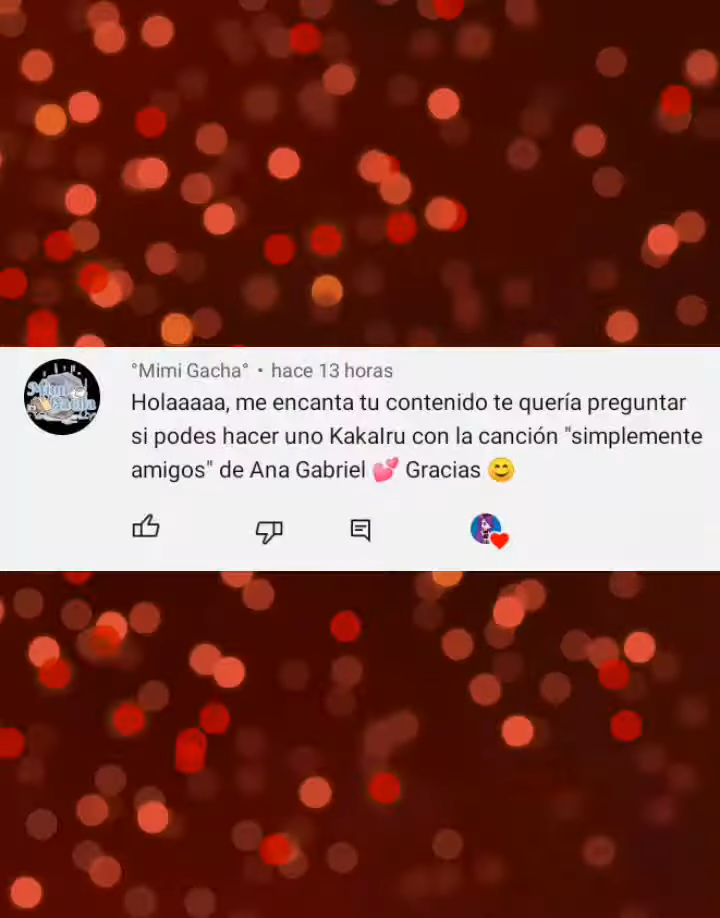 °Mimi Gacha° • hace 13 horas
Holaaaaa, me encanta tu contenido te quería preguntar
si podes hacer uno KakaIru con la canción "simplemente
amigos" de Ana Gabriel 💕 Gracias 😊